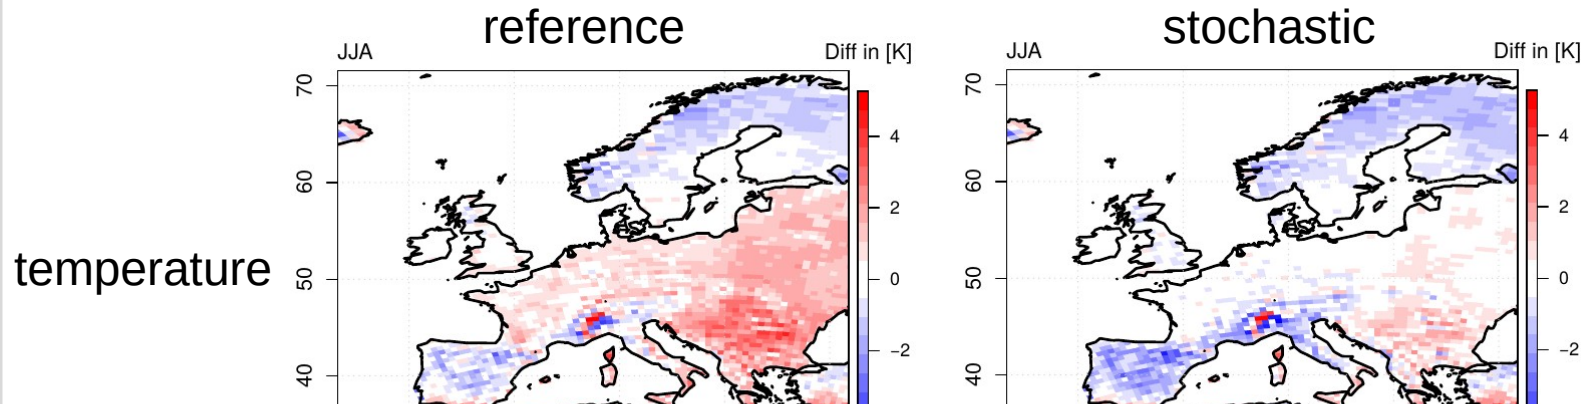 reference
stochastic
JJA
Diff in [K]
JJA
Diff in [K]
temperature
70
60
50
40
4
2
0
−2
70
60
50
40
4
2
0
−2